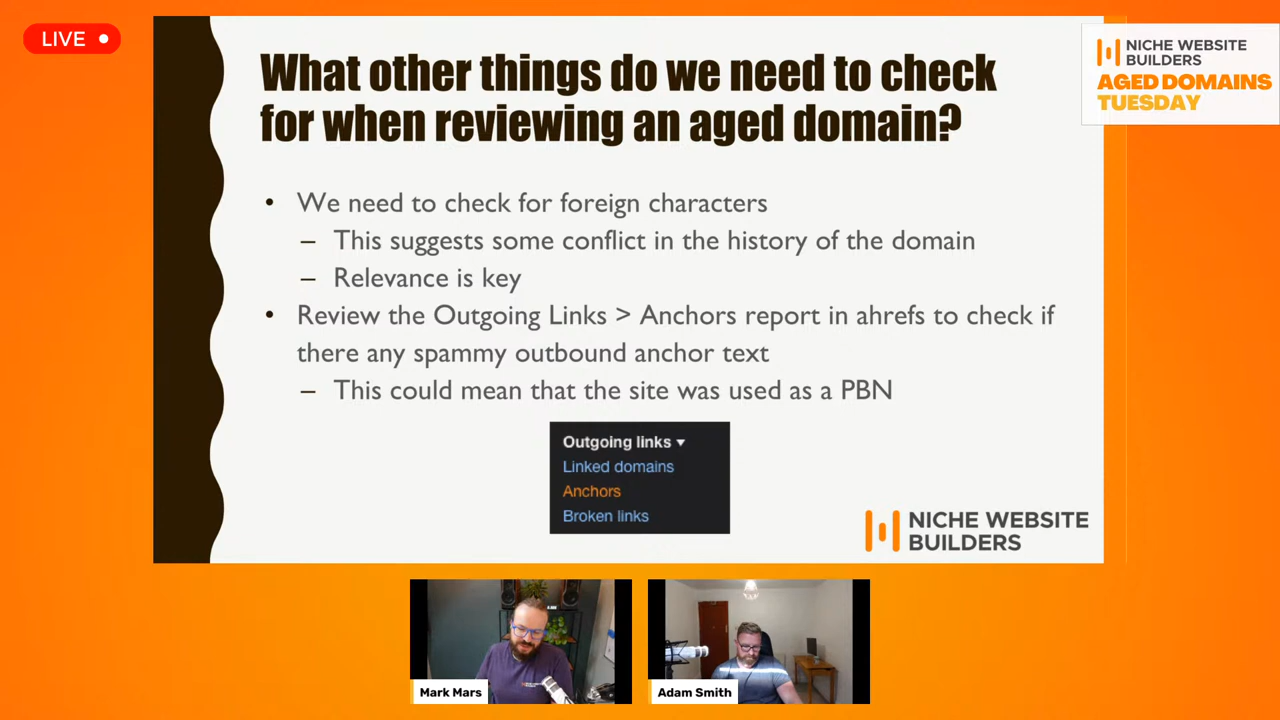 LIVE
NICHE WEBSITE
BUILDERS
AGED DOMAINS
TUESDAY
What other things do we need to check
for when reviewing an aged domain?
• We need to check for foreign characters
– This suggests some conflict in the history of the domain
– Relevance is key
• Review the Outgoing Links > Anchors report in ahrefs to check if
there any spammy outbound anchor text
– This could mean that the site was used as a PBN
Outgoing links ▾
Linked domains
Anchors
Broken links
NICHE WEBSITE
BUILDERS
Mark Mars
Adam Smith